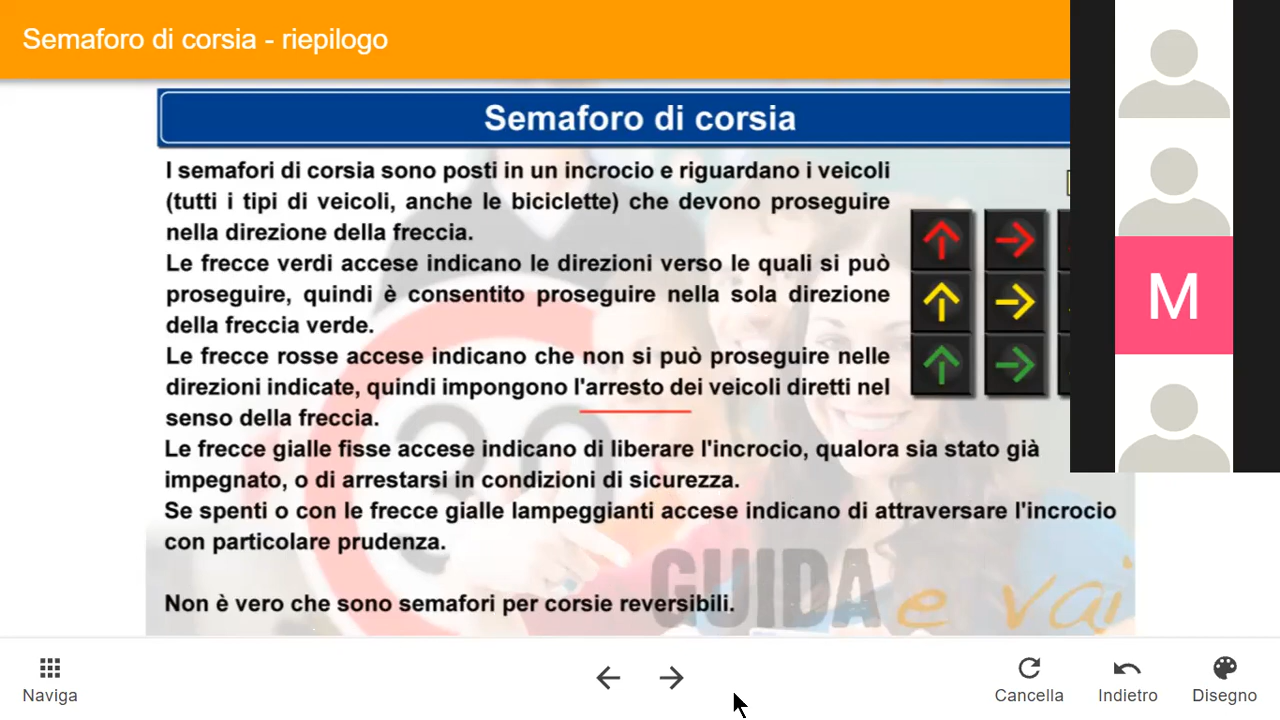 Semaforo di corsia - riepilogo
Semaforo di corsia
I semafori di corsia sono posti in un incrocio e riguardano i veicoli
(tutti i tipi di veicoli, anche le biciclette) che devono proseguire
nella direzione della freccia.
Le frecce verdi accese indicano le direzioni verso le quali si può
proseguire, quindi è consentito proseguire nella sola direzione
della freccia verde.
Le frecce rosse accese indicano che non si può proseguire nelle
direzioni indicate, quindi impongono l'arresto dei veicoli diretti nel
senso della freccia.
Le frecce gialle fisse accese indicano di liberare l'incrocio, qualora sia stato già
impegnato, o di arrestarsi in condizioni di sicurezza.
Se spenti o con le frecce gialle lampeggianti accese indicano di attraversare l'incrocio
con particolare prudenza.
Non è vero che sono semafori per corsie reversibili.
30
GUIDA e vai
M
Naviga
Cancella
Indietro
Disegno